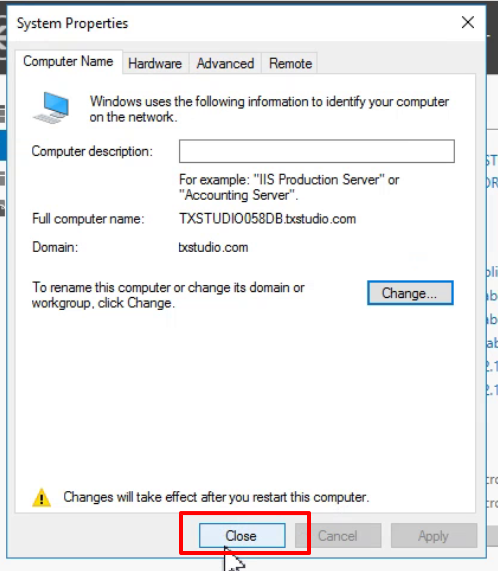 System Properties
Computer Name Hardware Advanced Remote
Windows uses the following information to identify your computer
on the network.
Computer description:
For example: "IIS Production Server" or
"Accounting Server".
Full computer name: TXSTUDIO058DB.txstudio.com
Domain: txstudio.com
To rename this computer or change its domain or
workgroup, click Change.
Change...
Changes will take effect after you restart this computer.
Close Cancel Apply